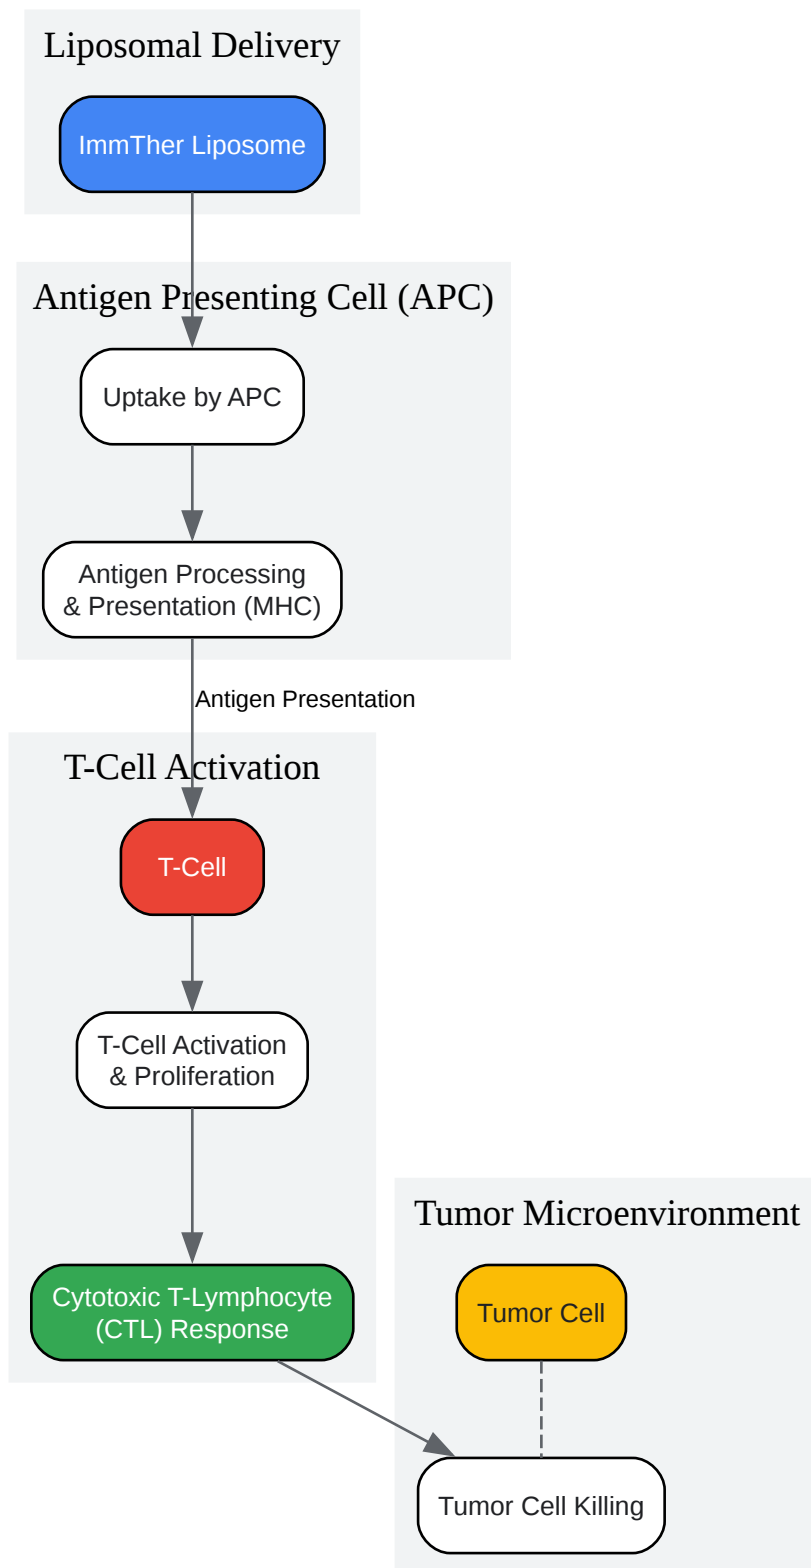 Liposomal Delivery
ImmTher Liposome
Antigen Presenting Cell (APC)
Uptake by APC
Antigen Processing
& Presentation (MHC)
Antigen Presentation
T-Cell Activation
T-Cell
T-Cell Activation
& Proliferation
Cytotoxic T-Lymphocyte
(CTL) Response
Tumor Microenvironment
Tumor Cell
Tumor Cell Killing